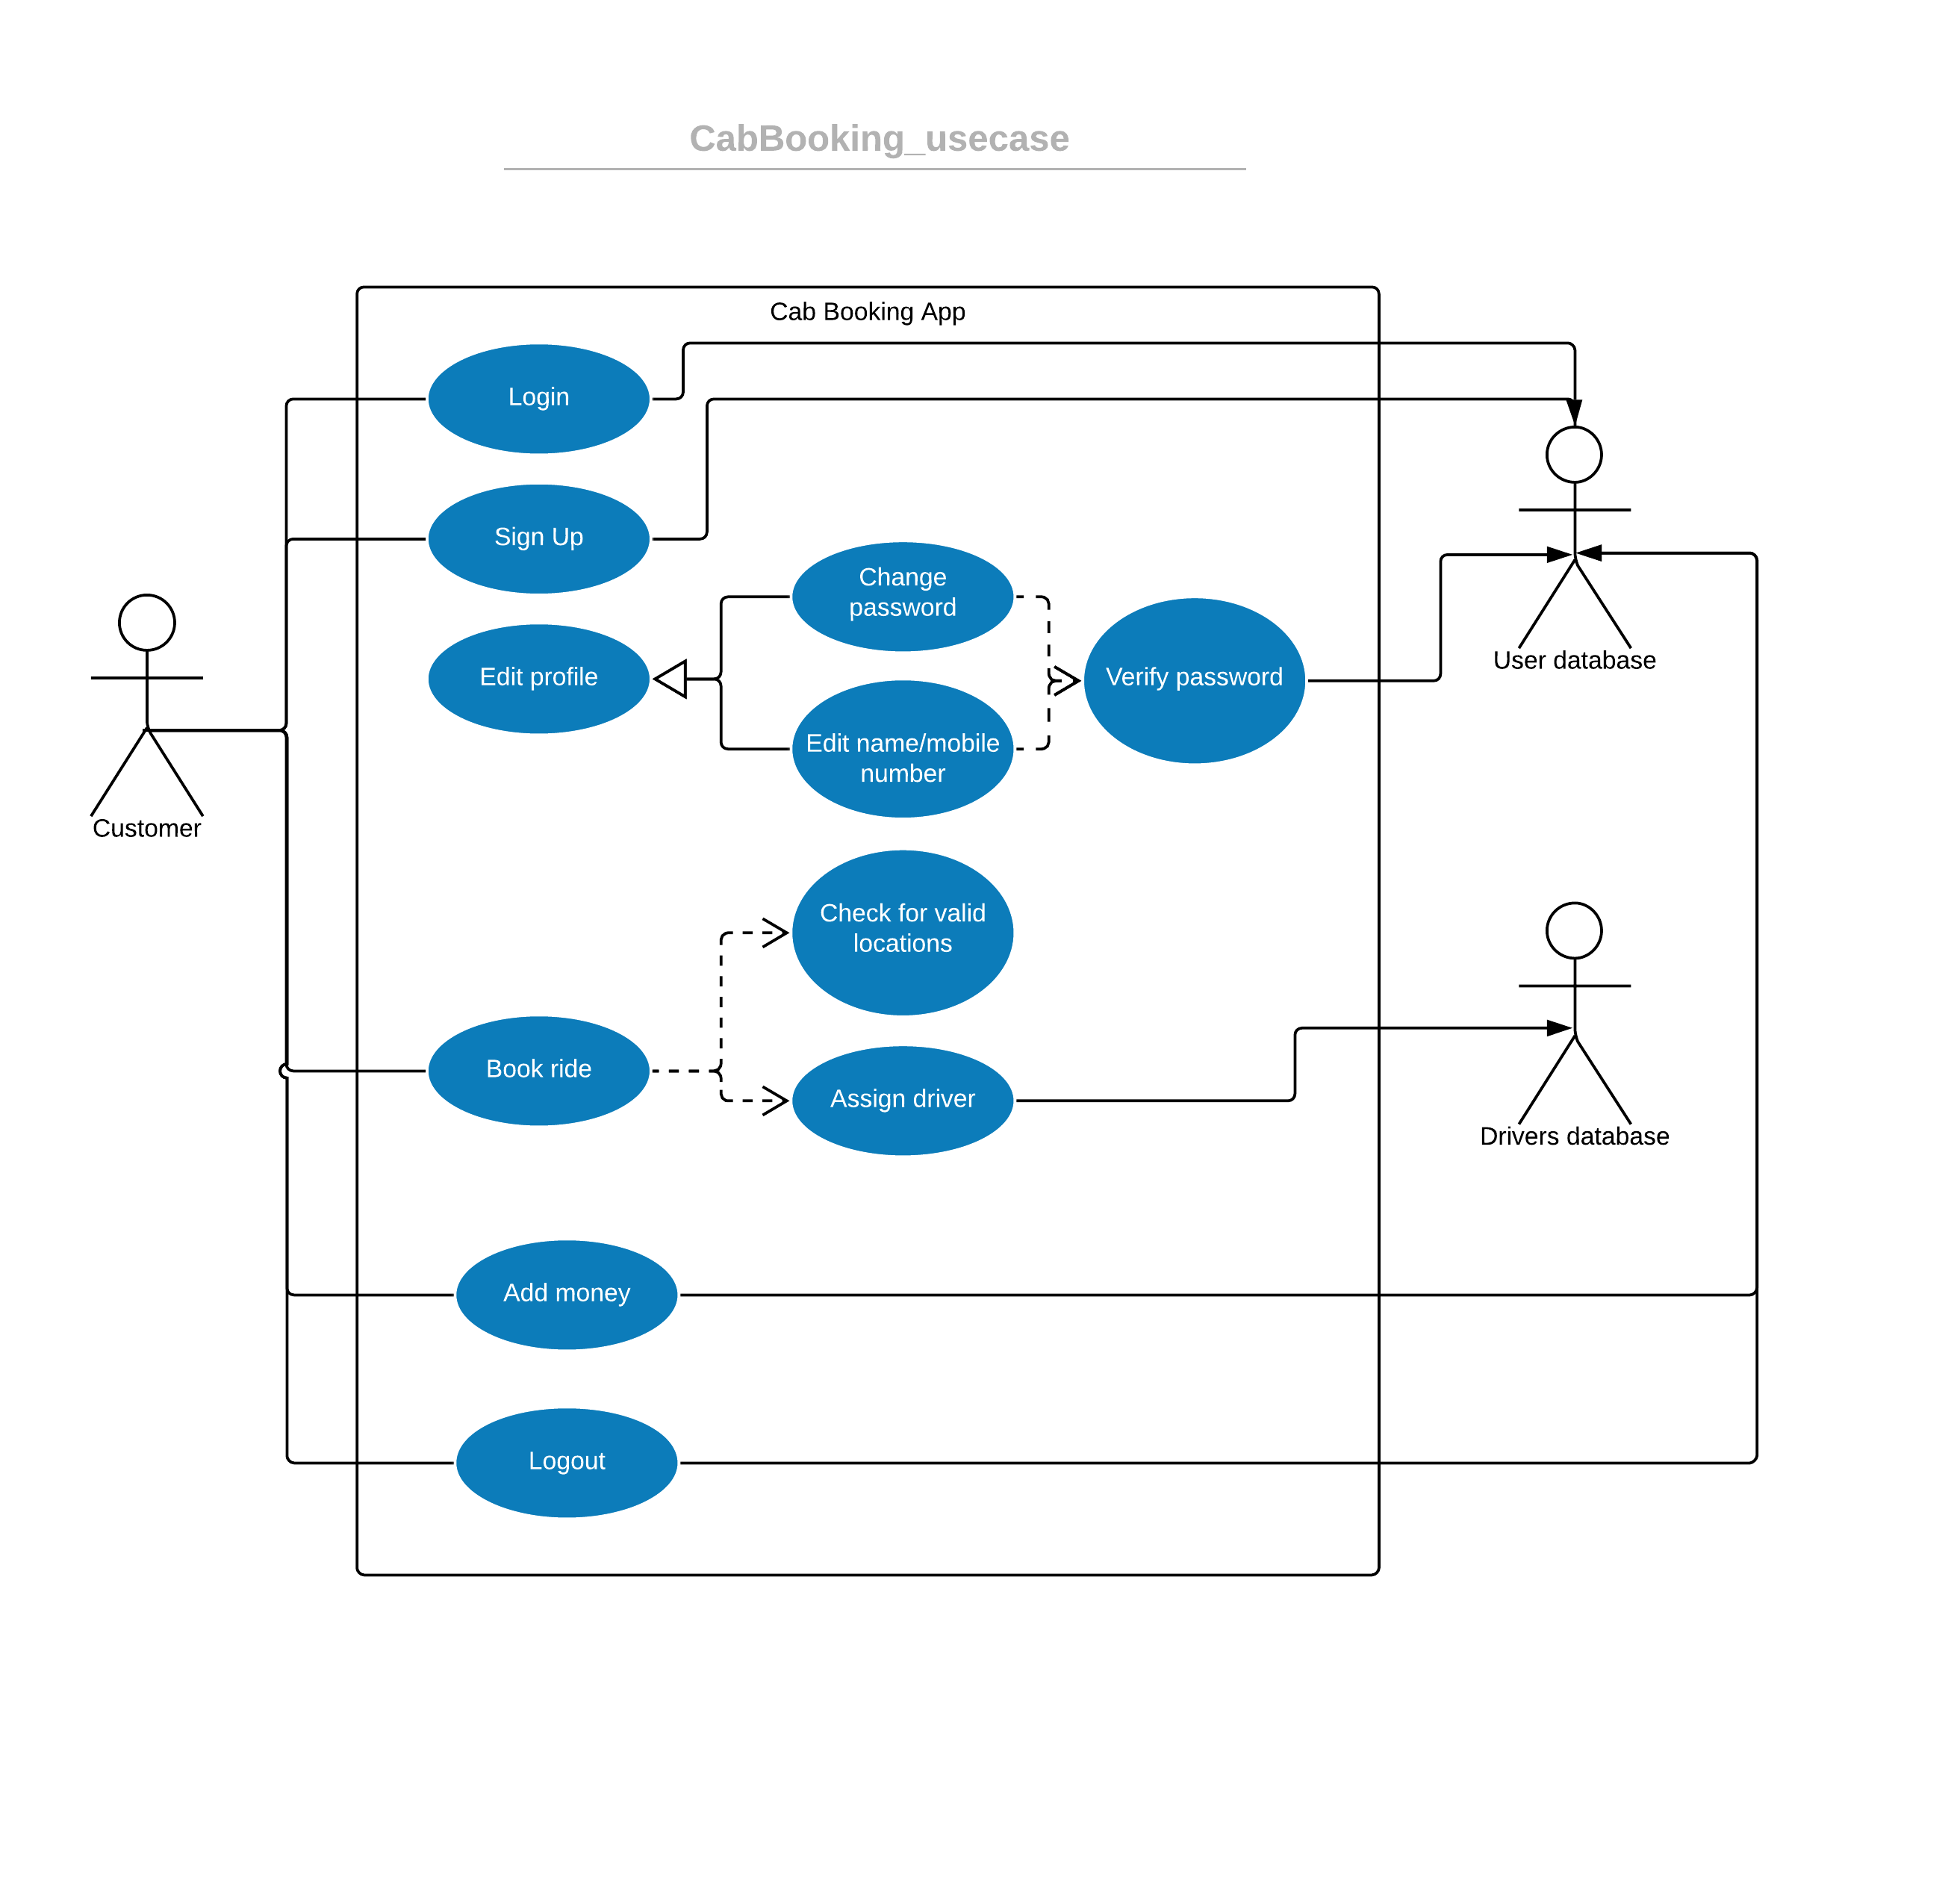 CabBooking_usecase
Cab Booking App
Login
Sign Up
Change
password
Edit profile
Verify password
User database
Edit name/mobile
number
Customer
Check for valid
locations
Book ride
Assign driver
Drivers database
Add money
Logout